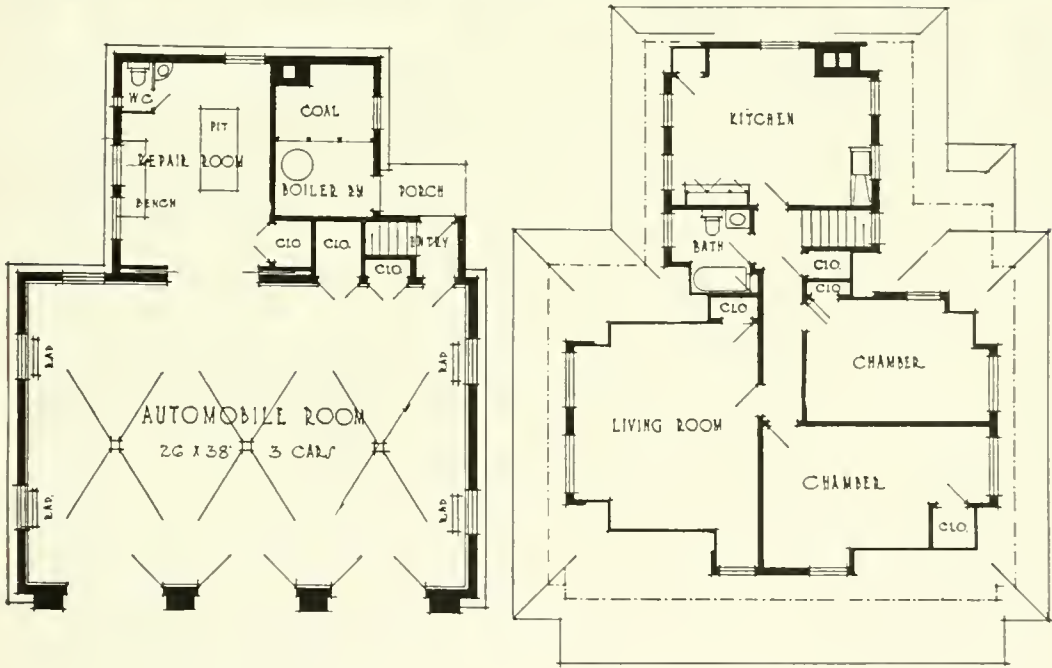 W.C.
PIT
REPAIR ROOM
BENCH
COAL
BOILER RM
PORCH
ENTRY
CLO
CLO.
CLO.
RAD
RAD
AUTOMOBILE ROOM
26 X 38' 3 CARS
RAD.
RAD
KITCHEN
BATH
CLO.
CLO
CLO
CHAMBER
LIVING ROOM
CHAMBER
CLO.